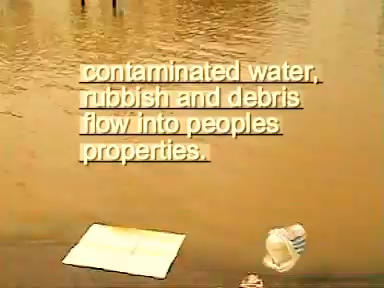 contaminated water,
rubbish and debris
flow into peoples
properties.